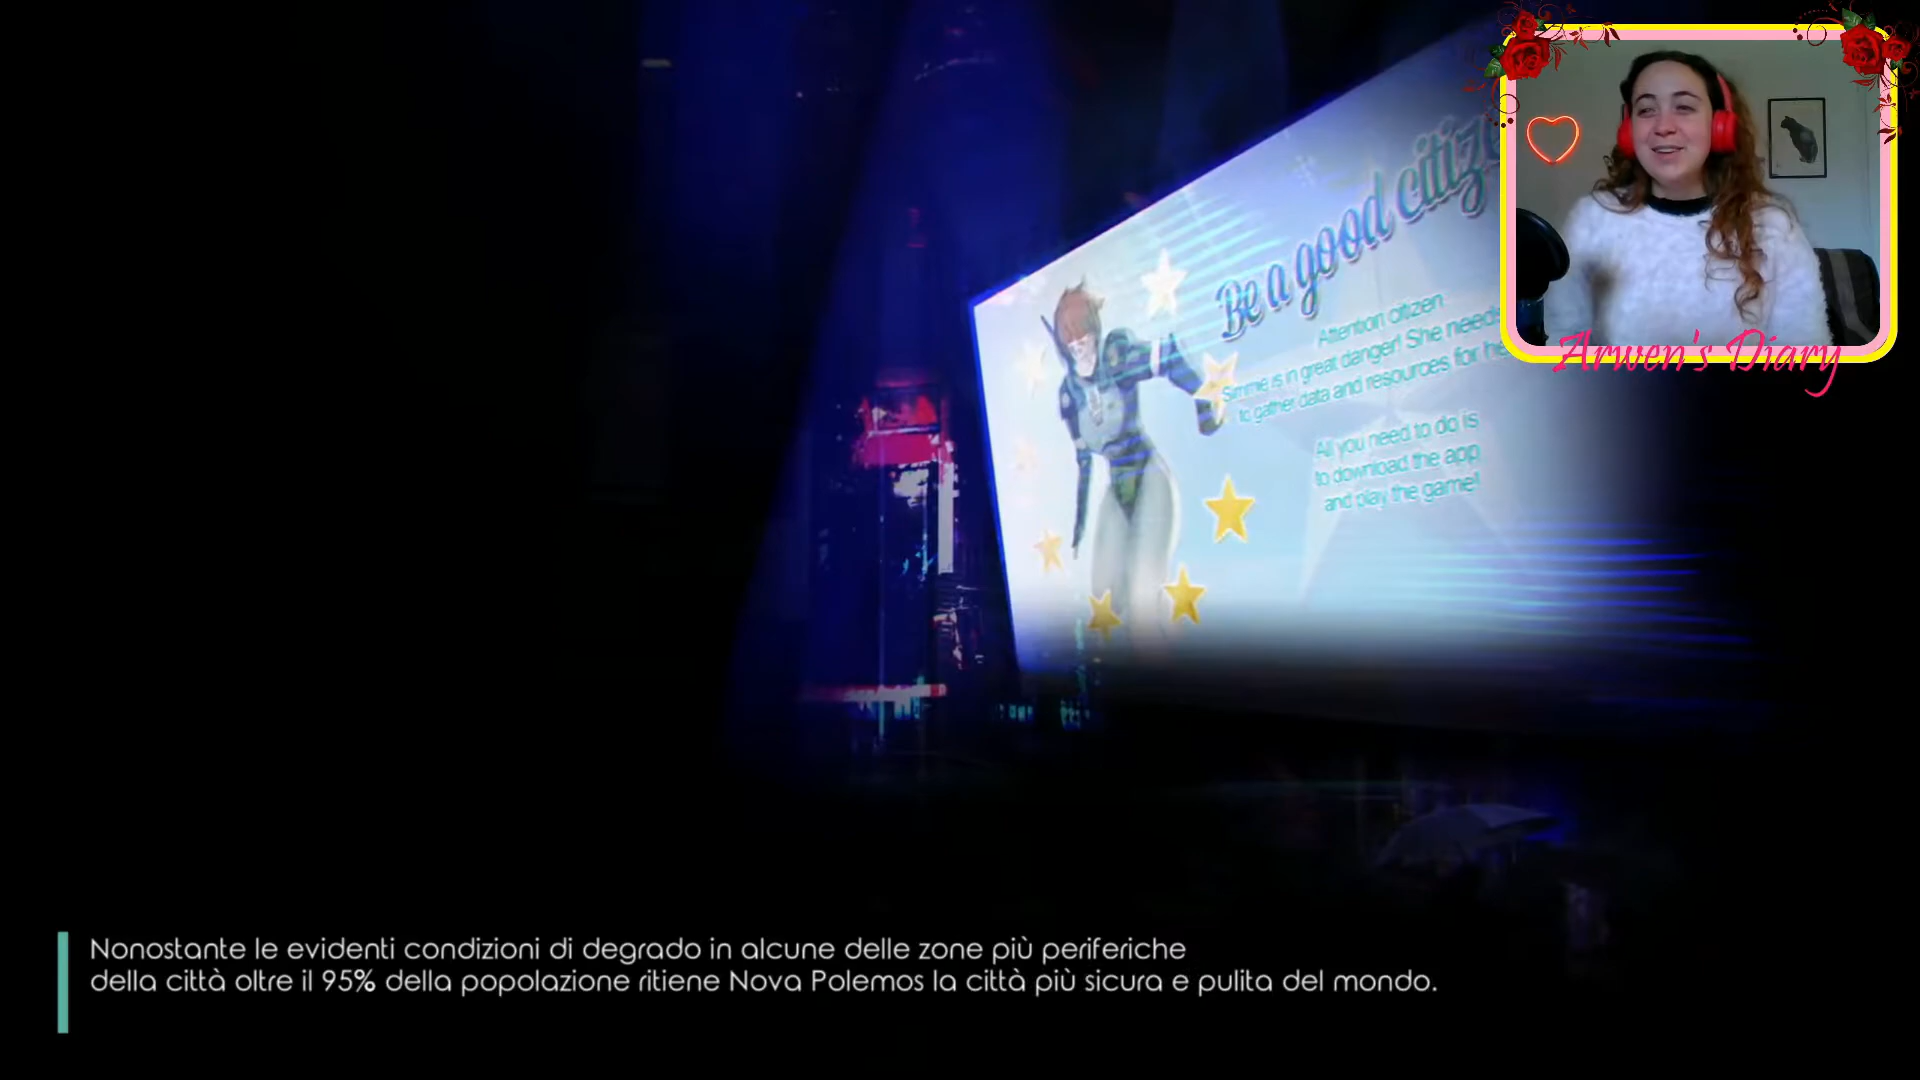 Be a good
Attention citizen
Simmie is in great danger! She needs
to gather data and resources for
All you need to do is
to download the app
and play the game!
Arwen's Diary
Nonostante le evidenti condizioni di degrado in alcune delle zone più periferiche
della città oltre il 95% della popolazione ritiene Nova Polemos la città più sicura e pulita del mondo.